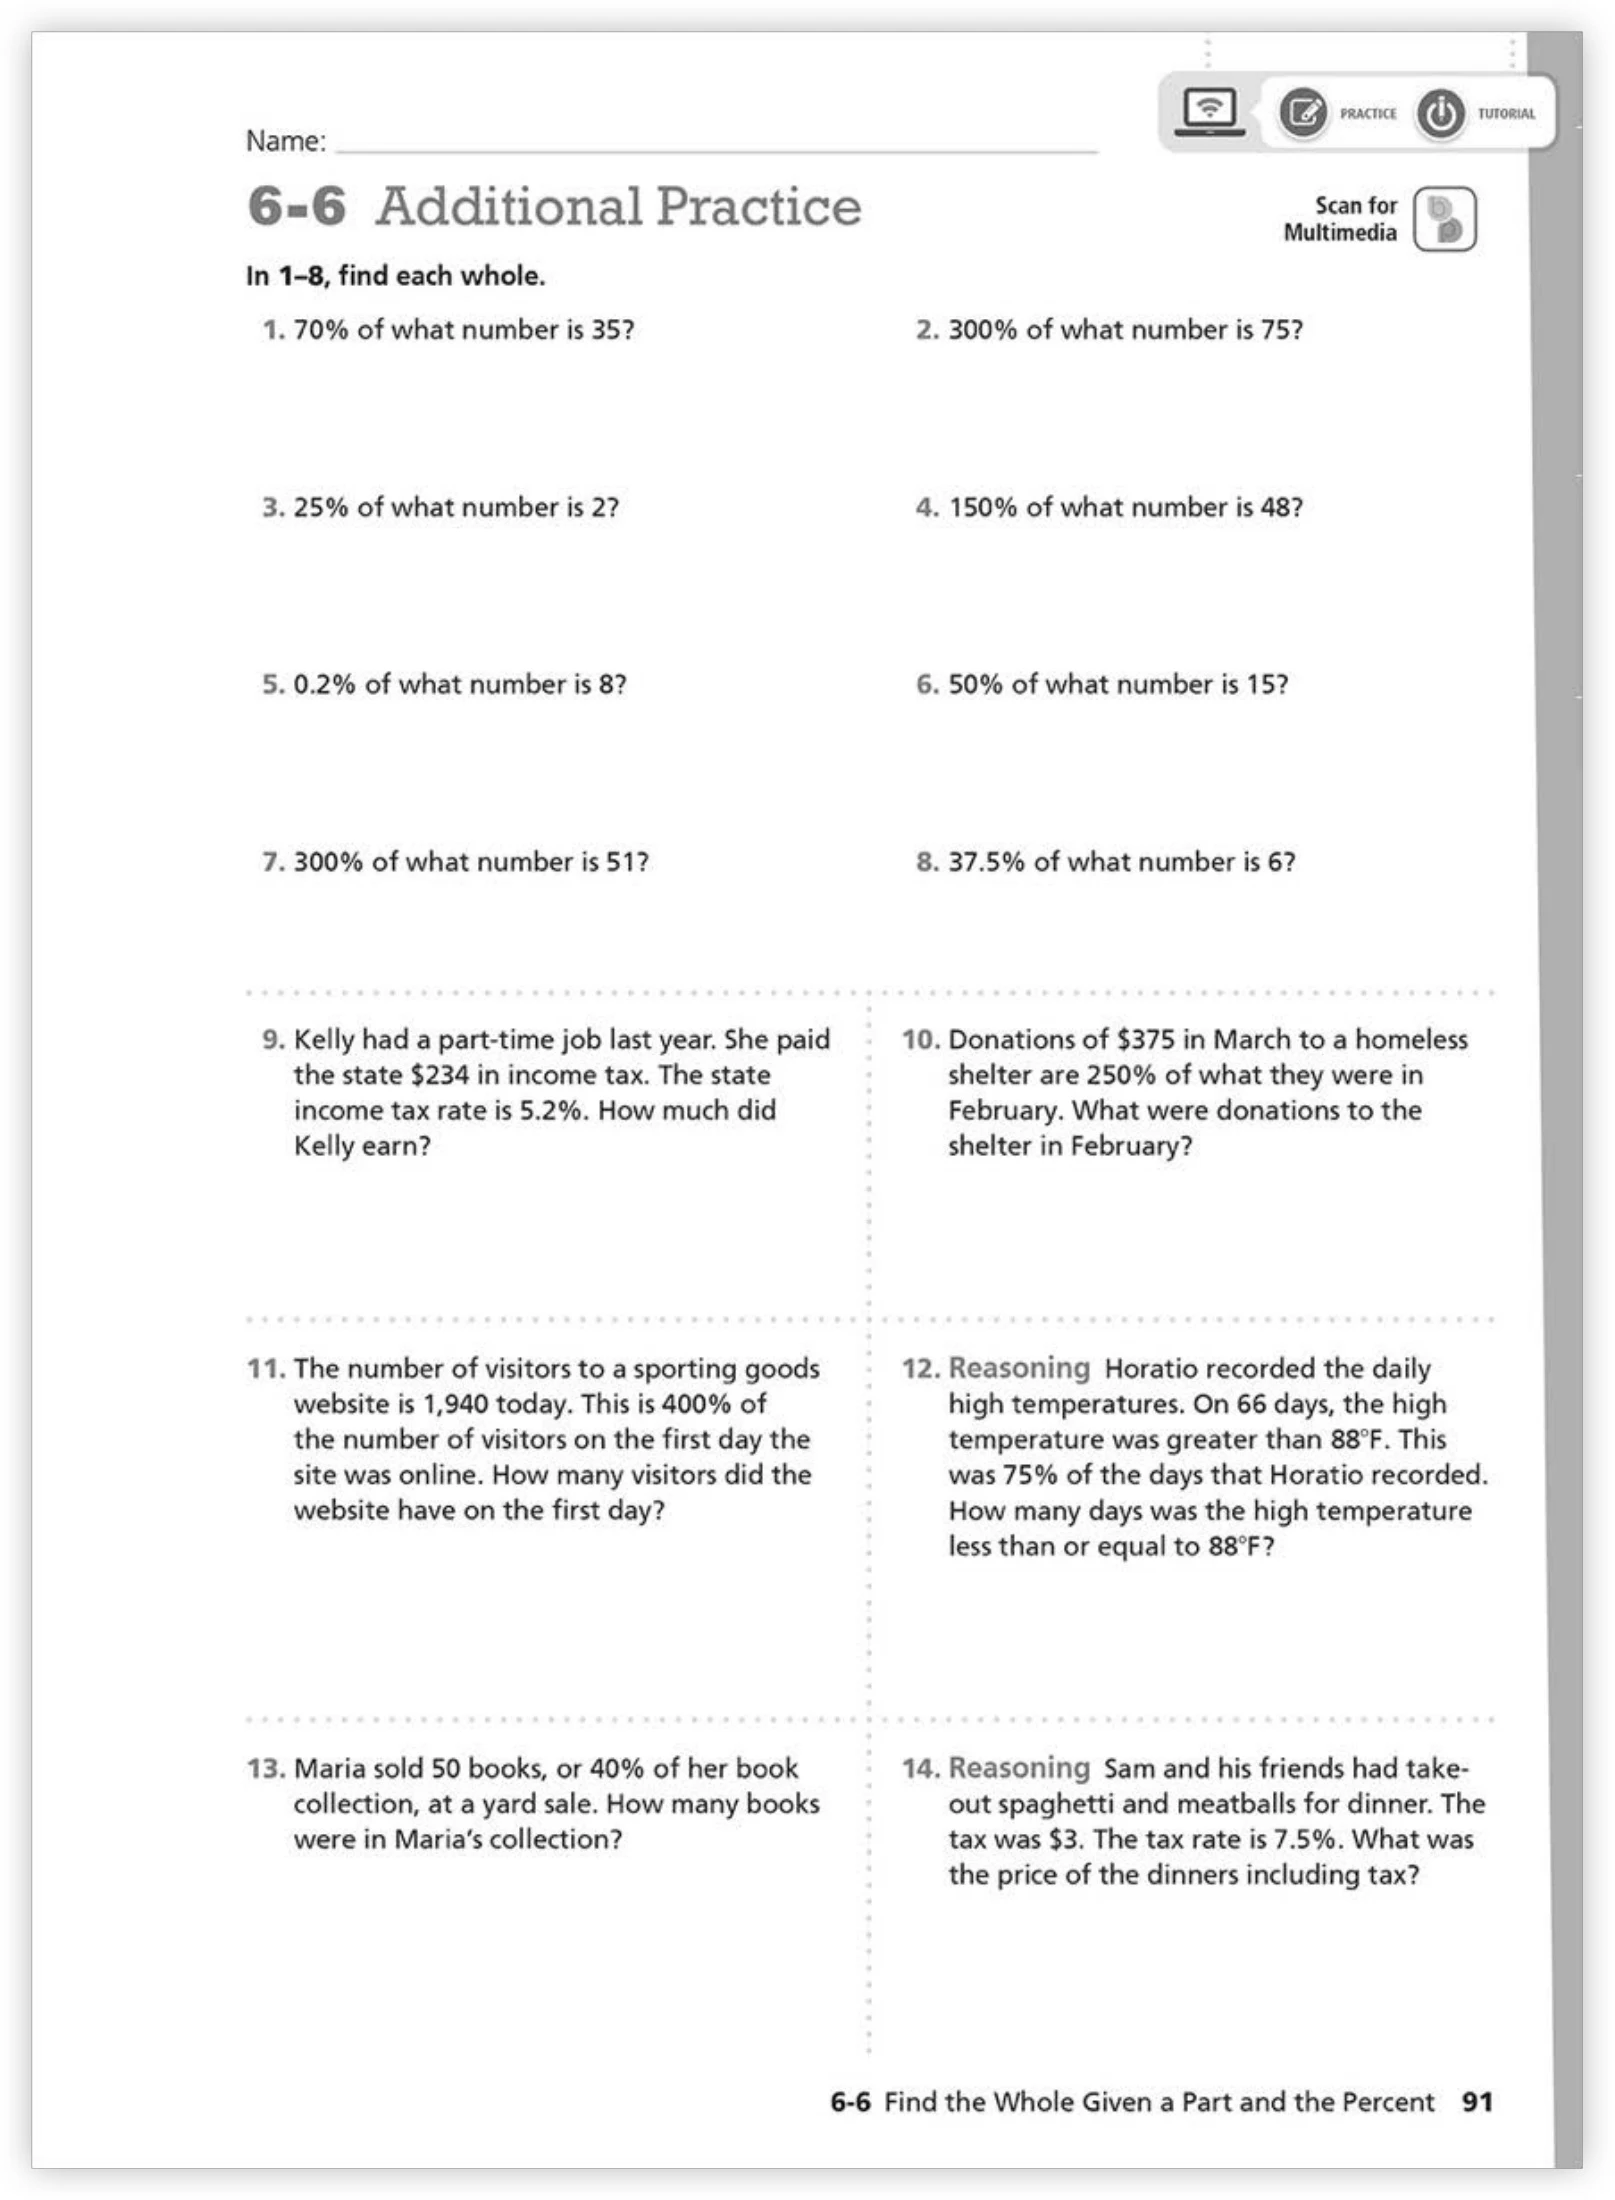 PRACTICE
TUTORIAL
Name:
6-6 Additional Practice
Scan for
Multimedia
In 1–8, find each whole.
1. 70% of what number is 35?
2. 300% of what number is 75?
3. 25% of what number is 2?
4. 150% of what number is 48?
5. 0.2% of what number is 8?
6. 50% of what number is 15?
7. 300% of what number is 51?
8. 37.5% of what number is 6?
9. Kelly had a part-time job last year. She paid
the state $234 in income tax. The state
income tax rate is 5.2%. How much did
Kelly earn?
10. Donations of $375 in March to a homeless
shelter are 250% of what they were in
February. What were donations to the
shelter in February?
11. The number of visitors to a sporting goods
website is 1,940 today. This is 400% of
the number of visitors on the first day the
site was online. How many visitors did the
website have on the first day?
12. Reasoning Horatio recorded the daily
high temperatures. On 66 days, the high
temperature was greater than 88°F. This
was 75% of the days that Horatio recorded.
How many days was the high temperature
less than or equal to 88°F?
13. Maria sold 50 books, or 40% of her book
collection, at a yard sale. How many books
were in Maria's collection?
14. Reasoning Sam and his friends had take-
out spaghetti and meatballs for dinner. The
tax was $3. The tax rate is 7.5%. What was
the price of the dinners including tax?
6-6 Find the Whole Given a Part and the Percent 91